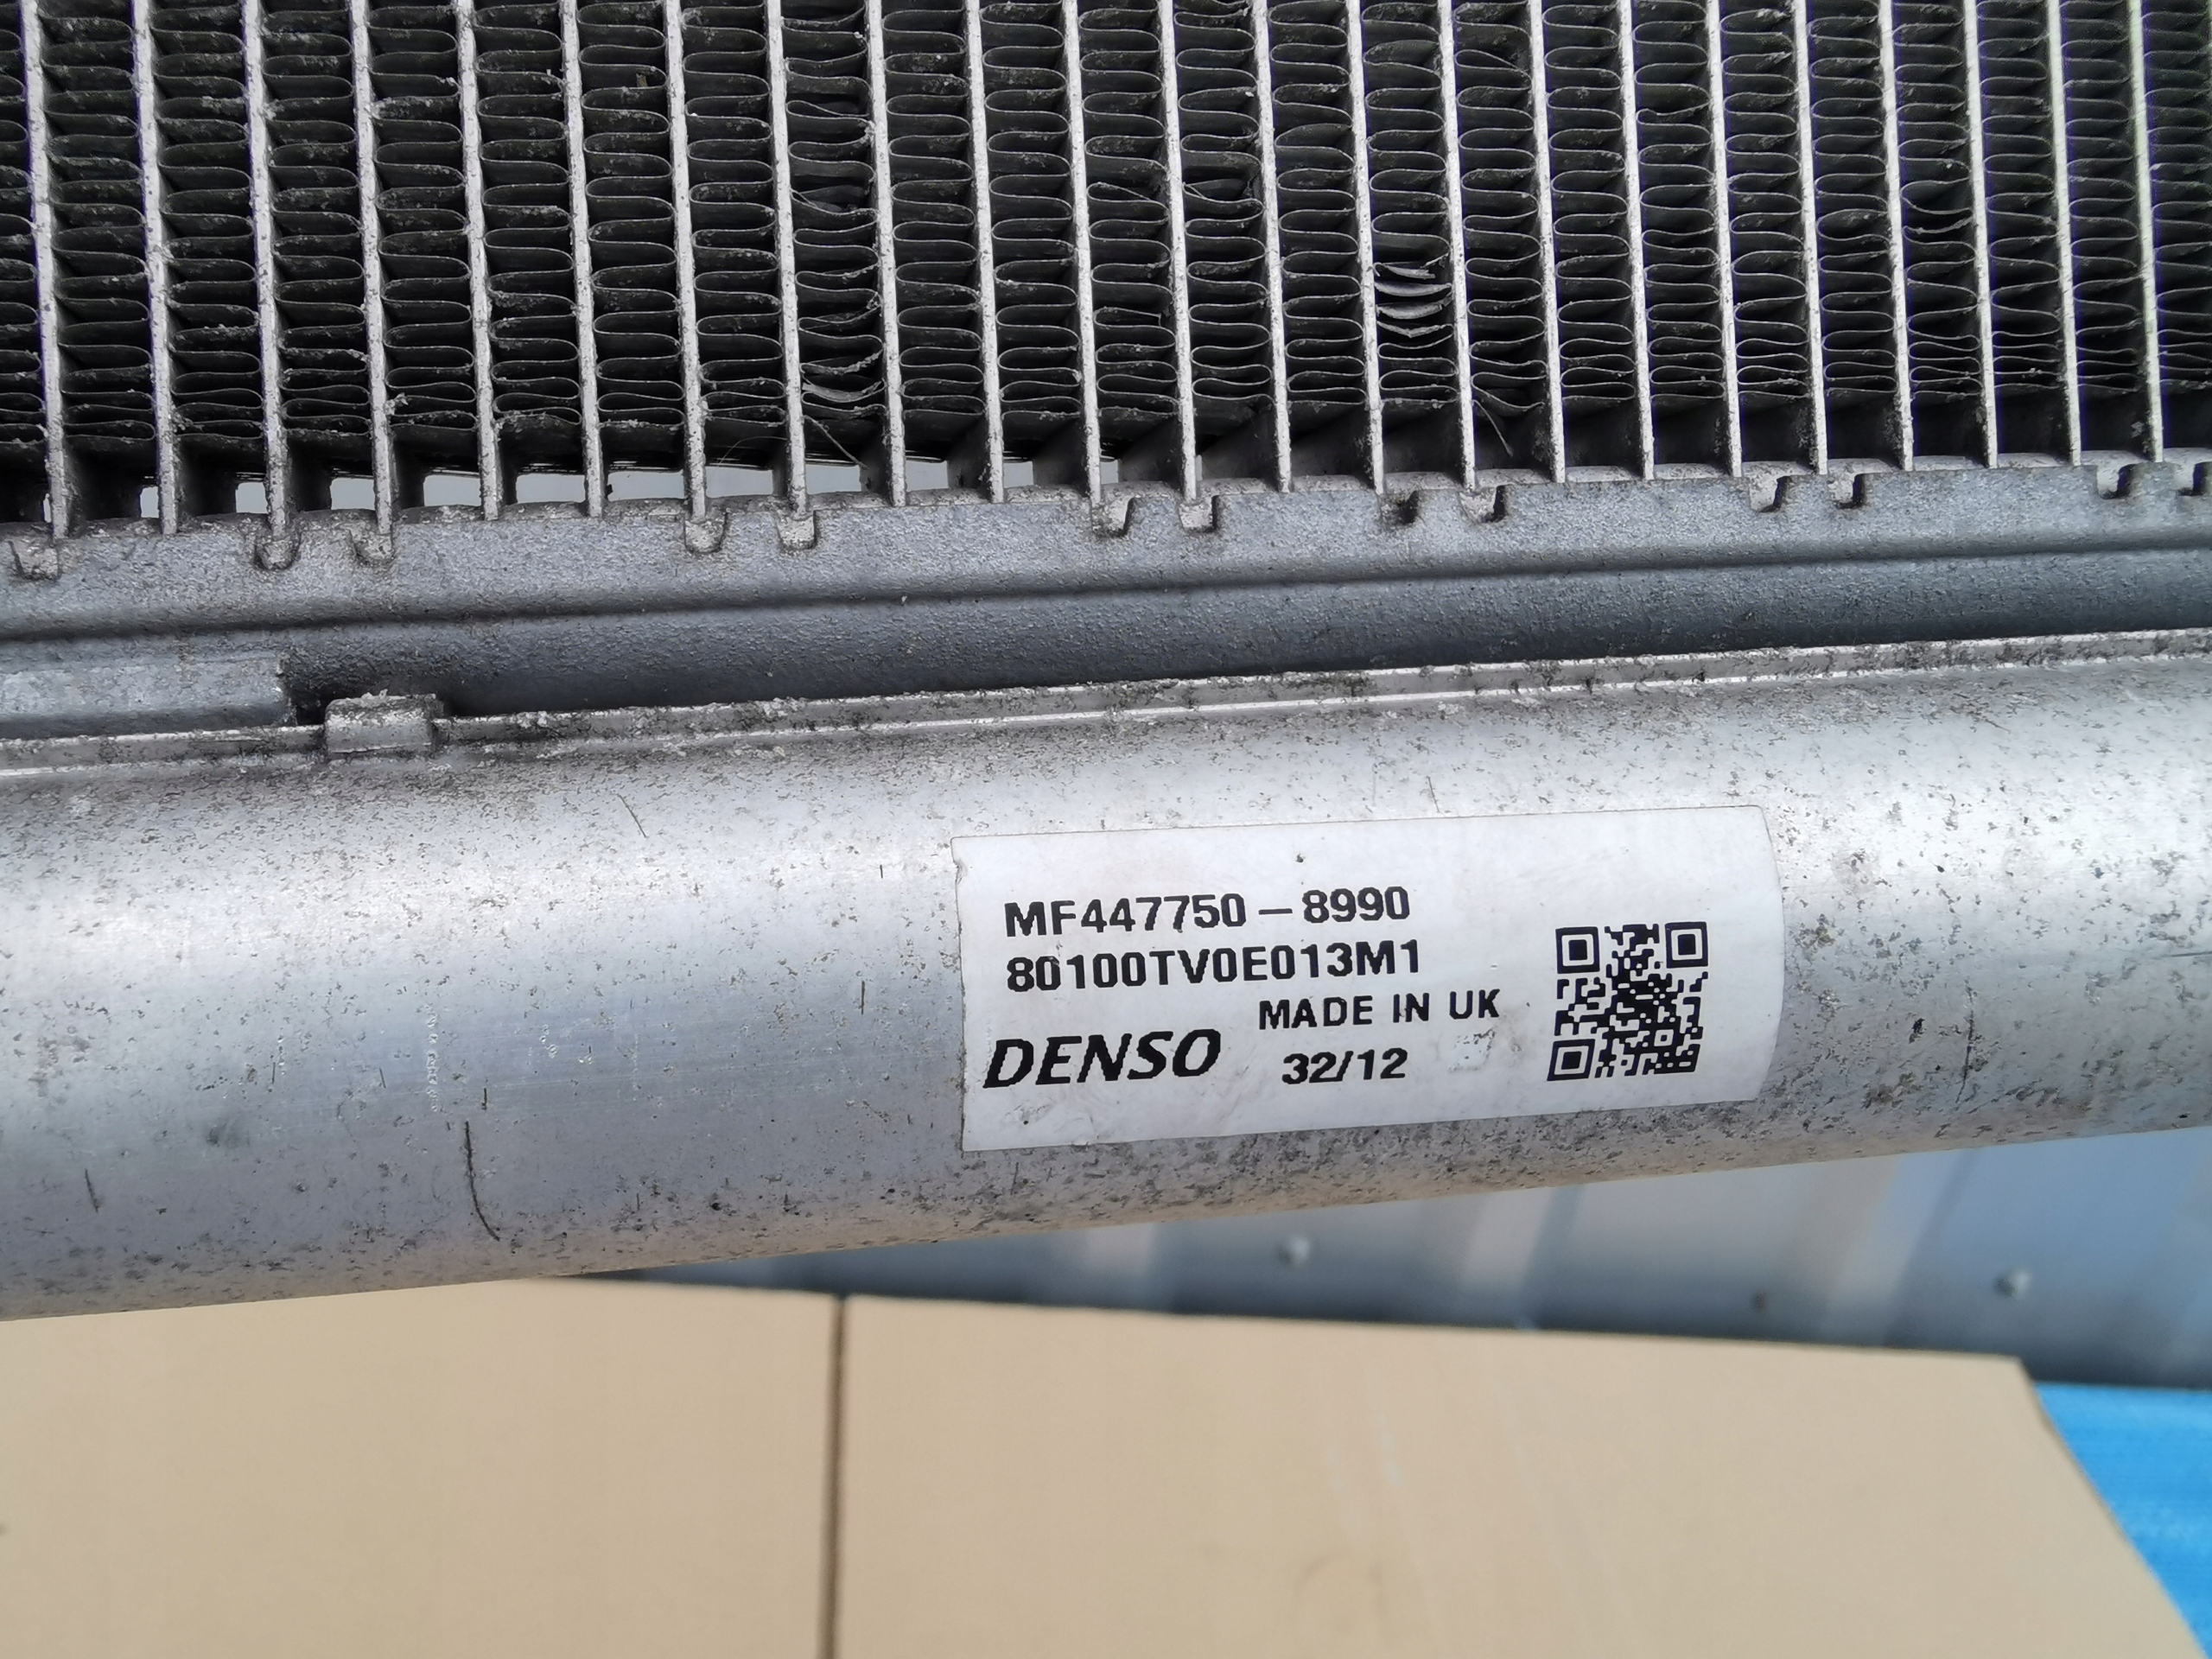 MF447750-8990
80100TV0E013M1
MADE IN UK
DENSO 32/12